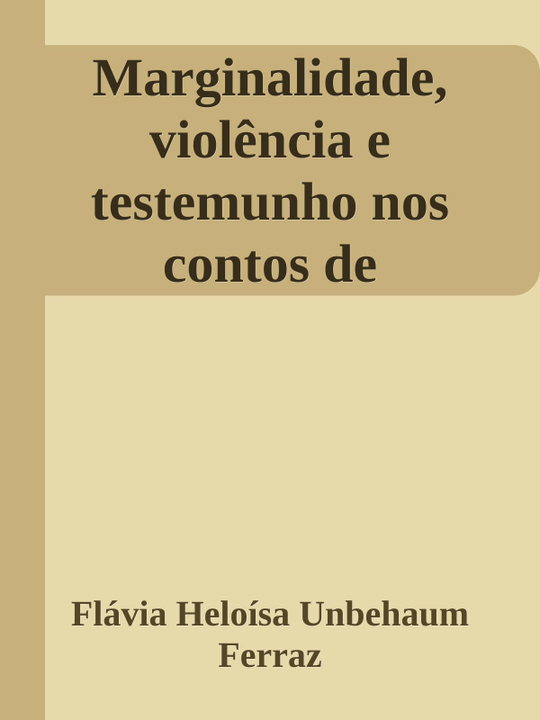 Marginalidade,
violência e
testemunho nos
contos de
Flávia Heloísa Unbehaum
Ferraz